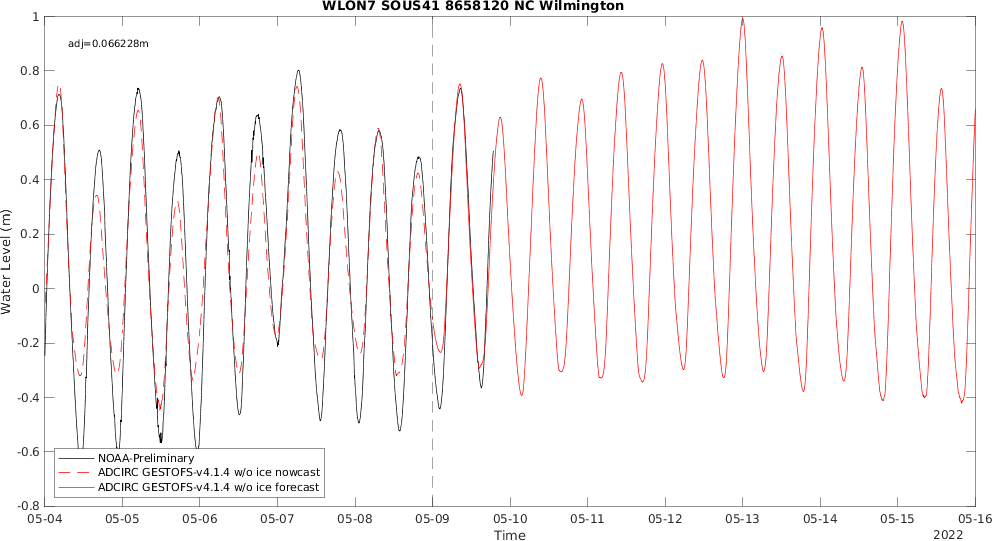 WLON7 SOUS41 8658120 NC Wilmington
adj=0.066228m
1
0.8
0.6
0.4
0.2
0
-0.2
-0.4
-0.6
-0.8
Water Level (m)
NOAA-Preliminary
ADCIRC GESTOFS-v4.1.4 w/o ice nowcast
ADCIRC GESTOFS-v4.1.4 w/o ice forecast
05-04 05-05 05-06 05-07 05-08 05-09 05-10 05-11 05-12 05-13 05-14 05-15 05-16
Time
2022